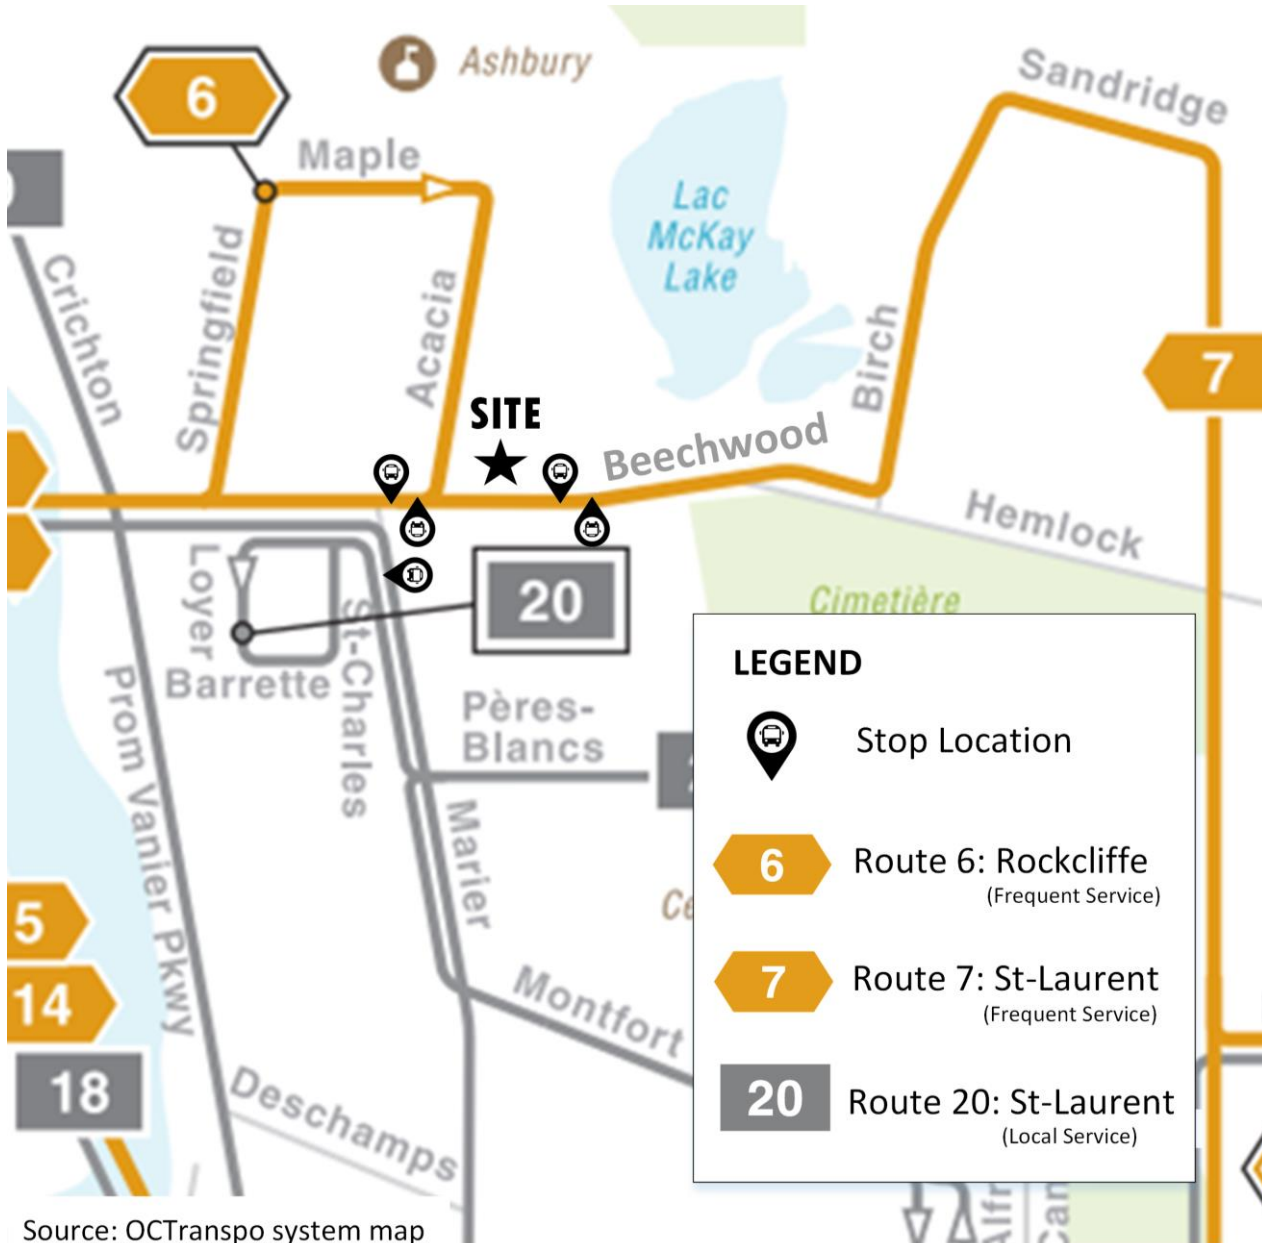 Sandridge
Ashbury
6
Maple
Lac
McKay
Lake
Crichton
Springfield
Acacia
Birch
7
SITE
Beechwood
Hemlock
Loyer
St-Charles
20
Cimetière
Barrette
Prom Vanier Pkwy
Pères-
Blancs
Marier
5
14
18
Montfort
Deschamps
LEGEND
Stop Location
6 Route 6: Rockcliffe
(Frequent Service)
7 Route 7: St-Laurent
(Frequent Service)
20 Route 20: St-Laurent
(Local Service)
Source: OCTranspo system map